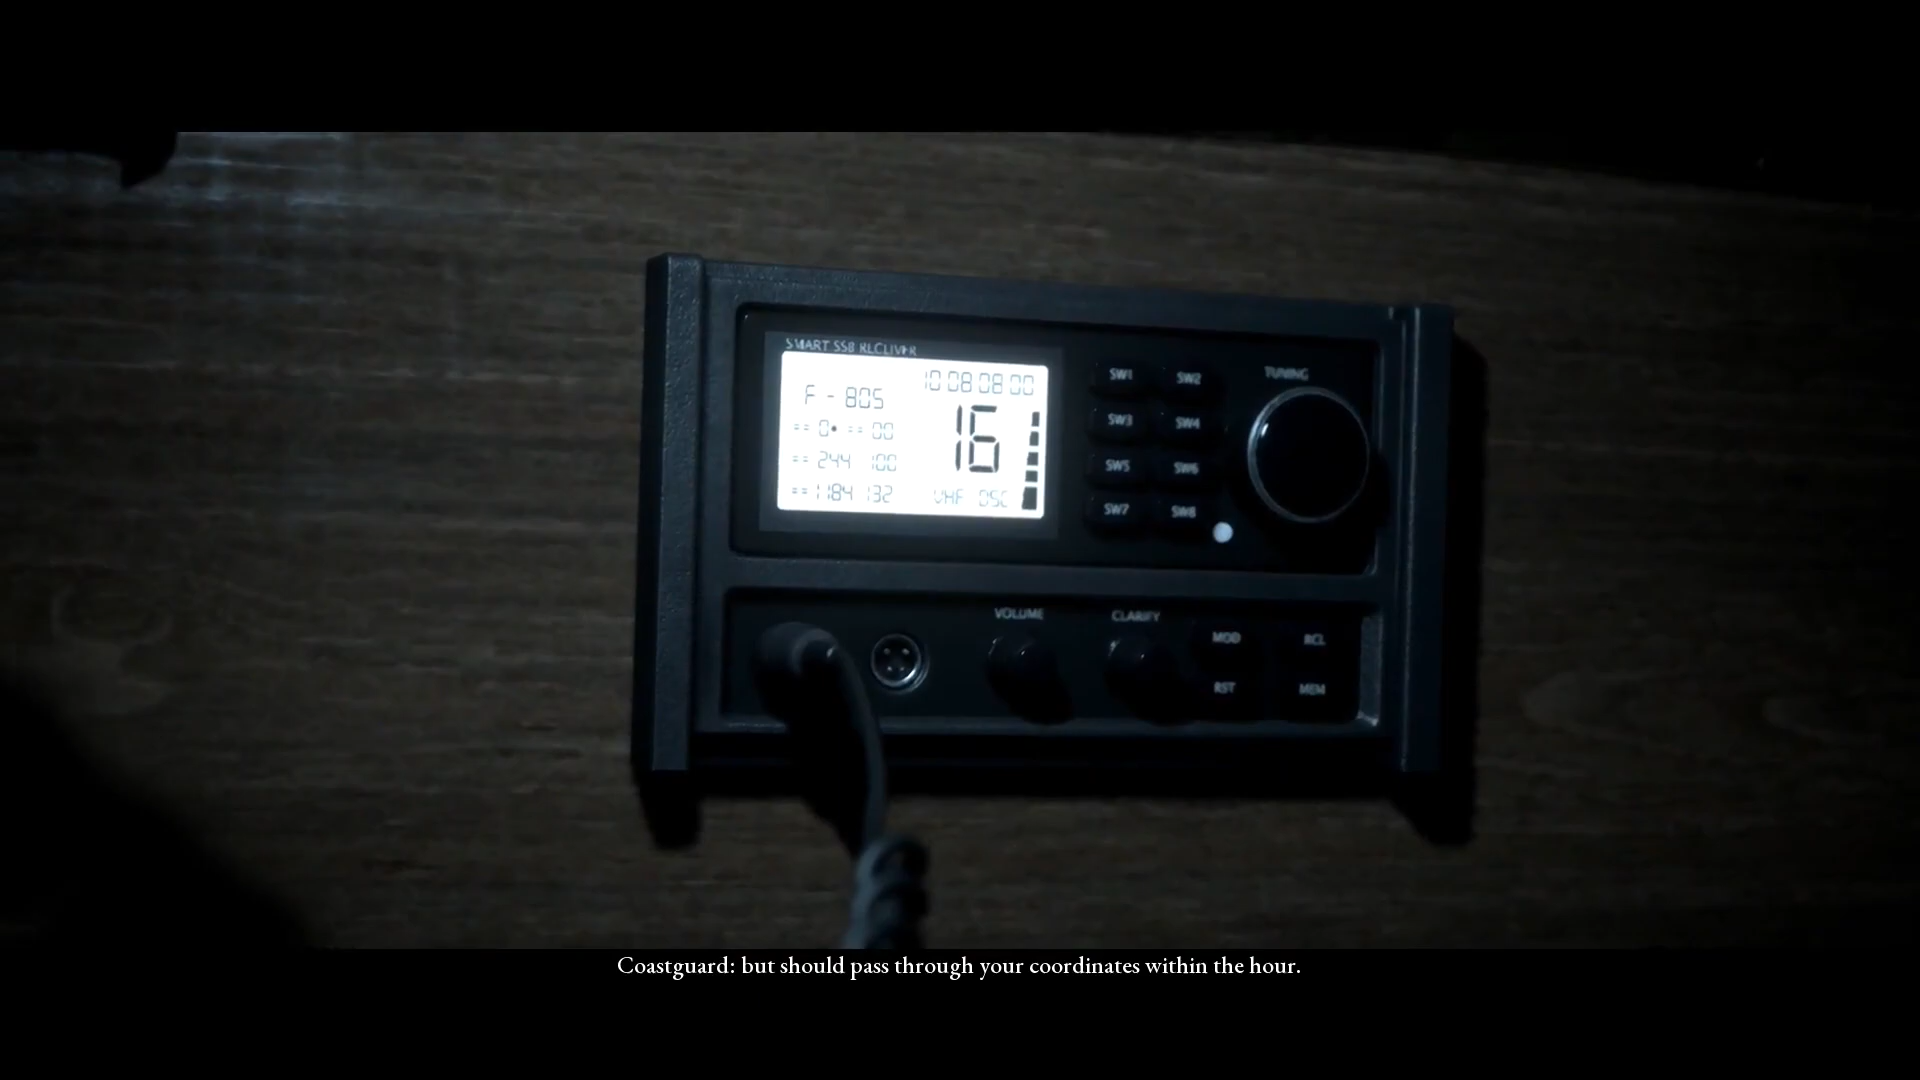 SMART SSB RECLIVER
10:08:08:00
F - 805
16
== 0• == 00
== 244 100
== 1184 132
VHF DSC
SW1 SW2
SW3 SW4
SW5 SW6
SW7 SW8
TUNING
VOLUME
CLARIFY
MOD
RCL
RST
MEM
Coastguard: but should pass through your coordinates within the hour.